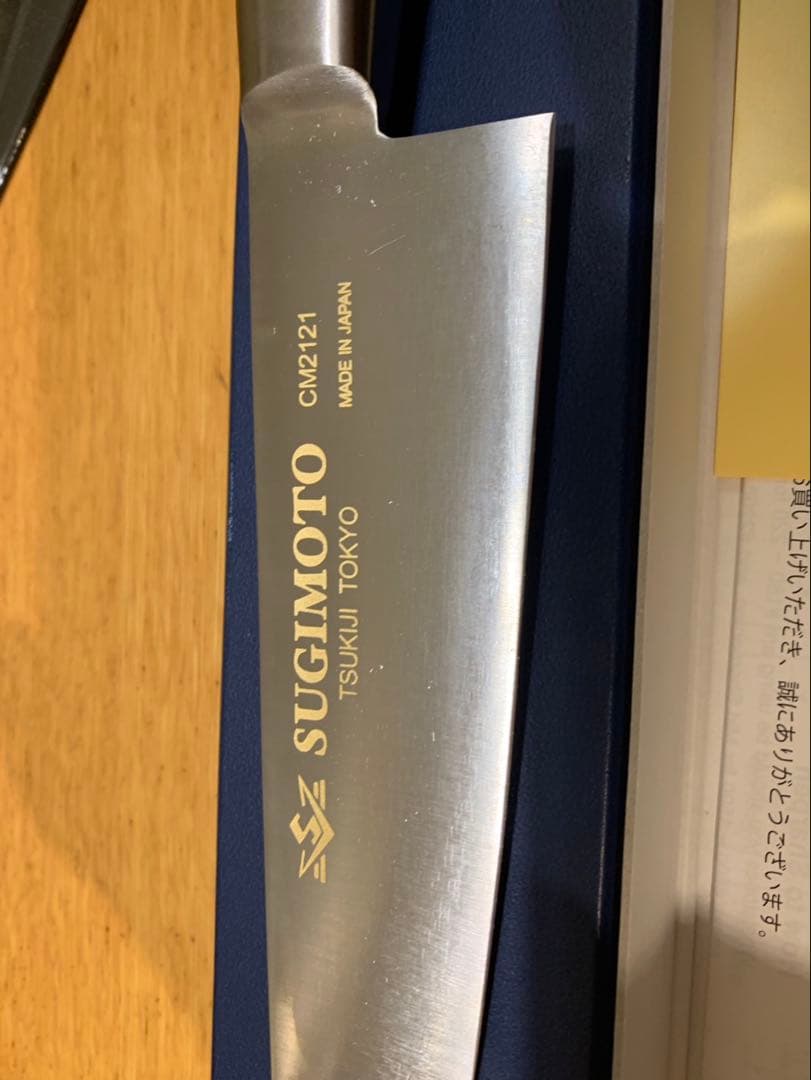 SUGIMOTO CM2121
TSUKIJI TOKYO MADE IN JAPAN
買い上げいただき、誠にありがとうございます。